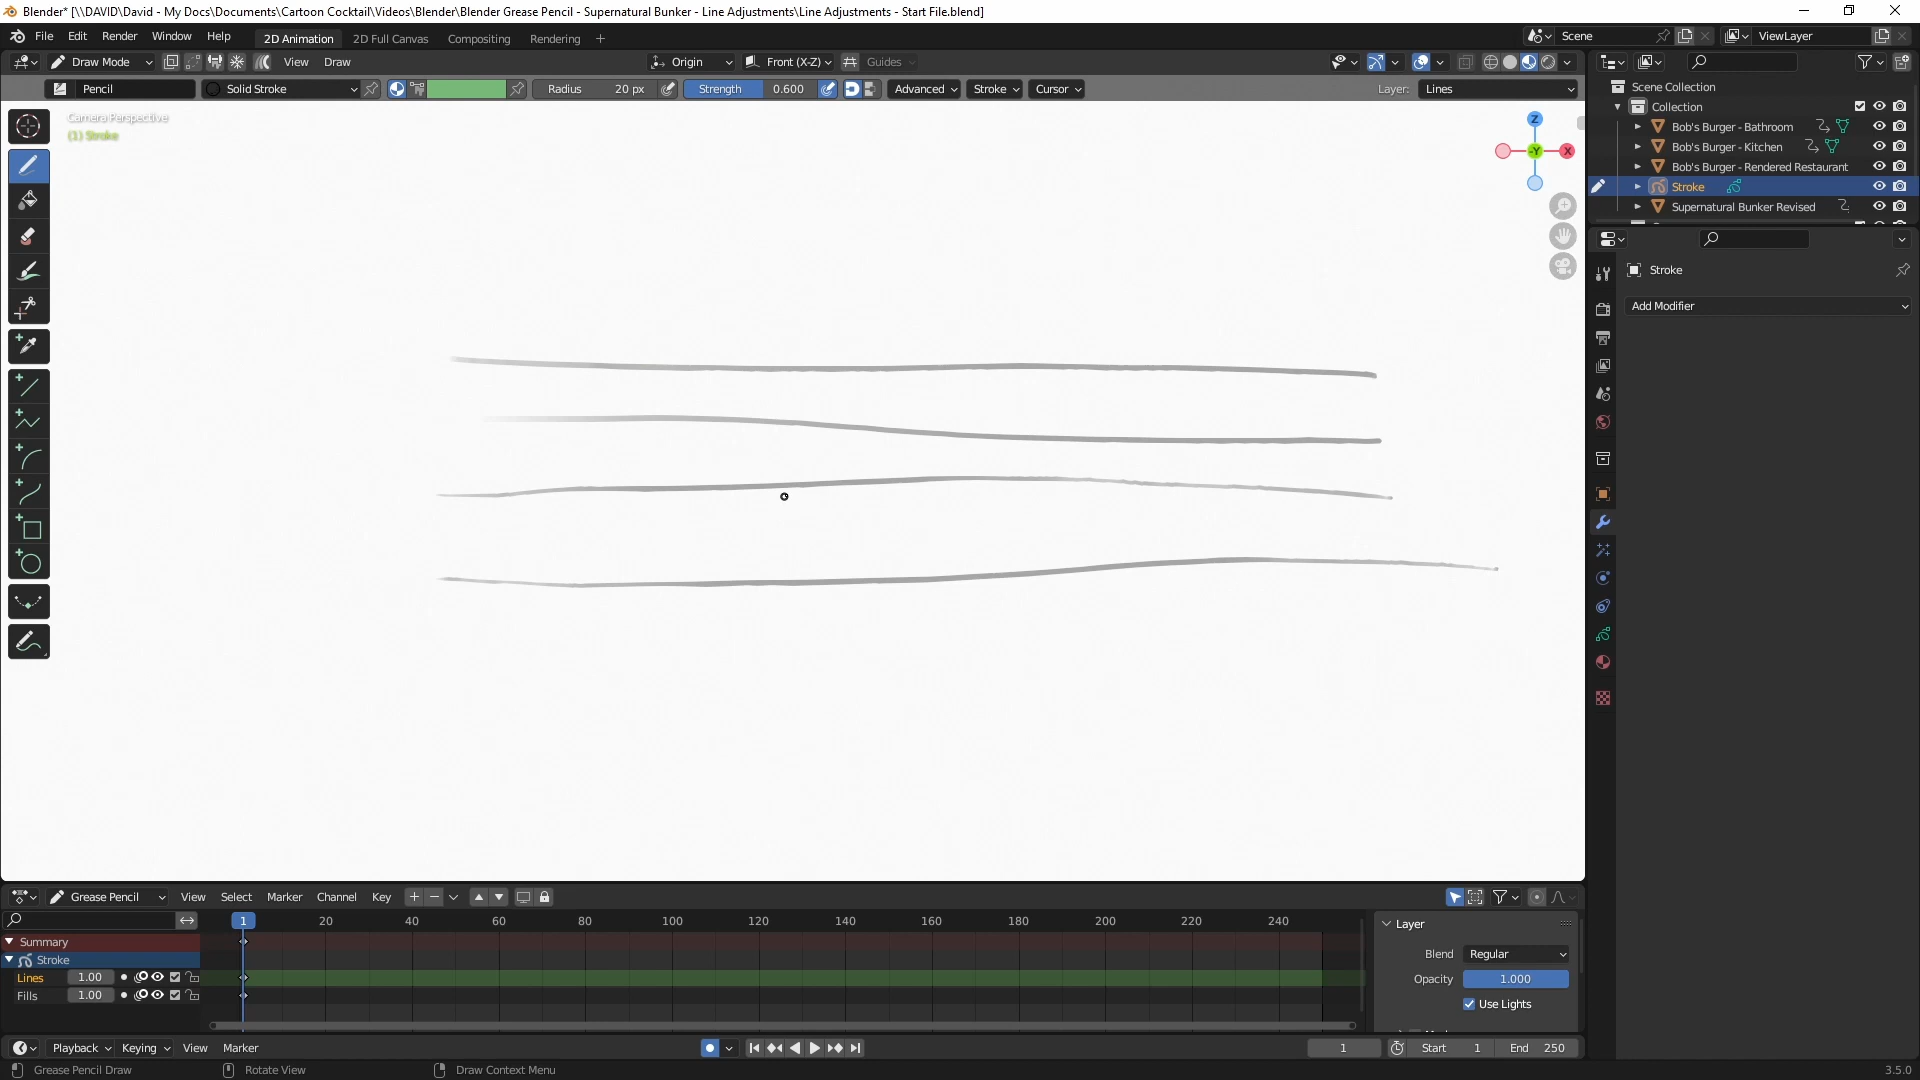 Blender* [\\DAVID\David - My Docs\Documents\Cartoon Cocktail\Videos\Blender\Blender Grease Pencil - Supernatural Bunker - Line Adjustments\Line Adjustments - Start File.blend]
File Edit Render Window Help 2D Animation 2D Full Canvas Compositing Rendering + Scene ViewLayer
Draw Mode View Draw Origin Front (X-Z) Guides
Pencil Solid Stroke Radius 20 px Strength 0.600 Advanced Stroke Cursor Layer: Lines
Camera Perspective
(1) Stroke
Z
-Y
X
Scene Collection
Collection
Bob's Burger - Bathroom
Bob's Burger - Kitchen
Bob's Burger - Rendered Restaurant
Stroke
Supernatural Bunker Revised
Stroke
Add Modifier
Grease Pencil View Select Marker Channel Key
1 20 40 60 80 100 120 140 160 180 200 220 240
Summary
Stroke
Lines 1.00
Fills 1.00
Layer
Blend Regular
Opacity 1.000
Use Lights
Playback Keying View Marker 1 Start 1 End 250
Grease Pencil Draw Rotate View Draw Context Menu 3.5.0